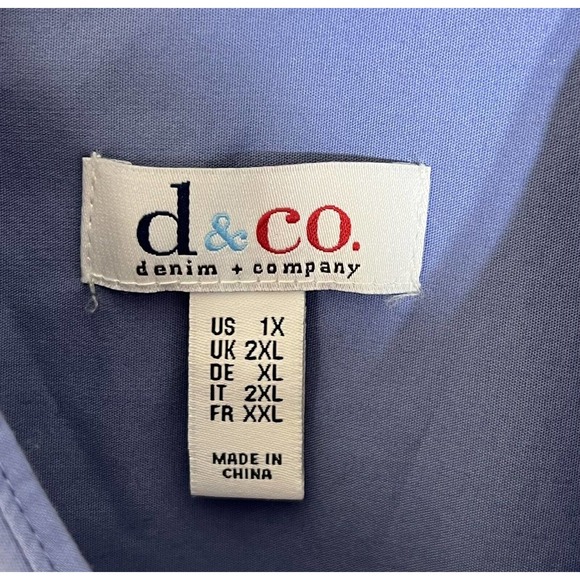 d&co.
denim + company
US 1X
UK 2XL
DE XL
IT 2XL
FR XXL
MADE IN
CHINA